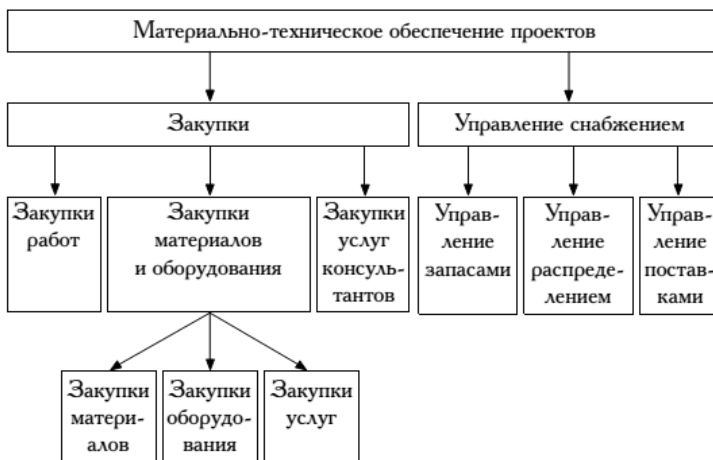 Материально-техническое обеспечение проектов
Закупки
Управление снабжением
Закупки
работ
Закупки
материалов
и оборудования
Закупки
услуг
консуль-
тантов
Управ-
ление
запасами
Управ-
ление
распреде-
лением
Управ-
ление
постав-
ками
Закупки
матери-
алов
Закупки
оборудо-
вания
Закупки
услуг